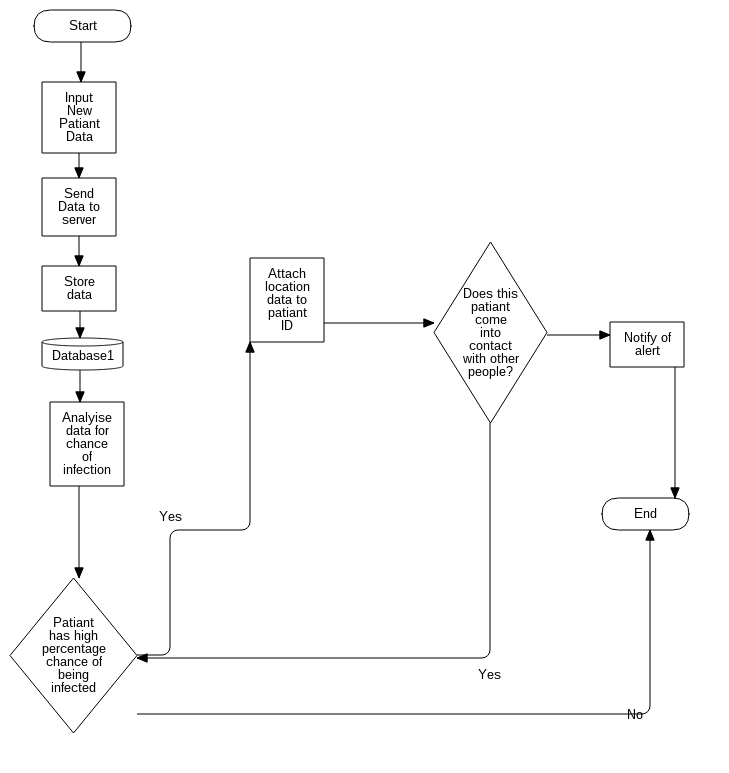 Start
Input
New
Patiant
Data
Send
Data to
server
Store
data
Database1
Analyise
data for
chance
of
infection
Patiant
has high
percentage
chance of
being
infected
Yes
Attach
location
data to
patiant
ID
Does this
patiant
come
into
contact
with other
people?
Yes
Notify of
alert
End
No